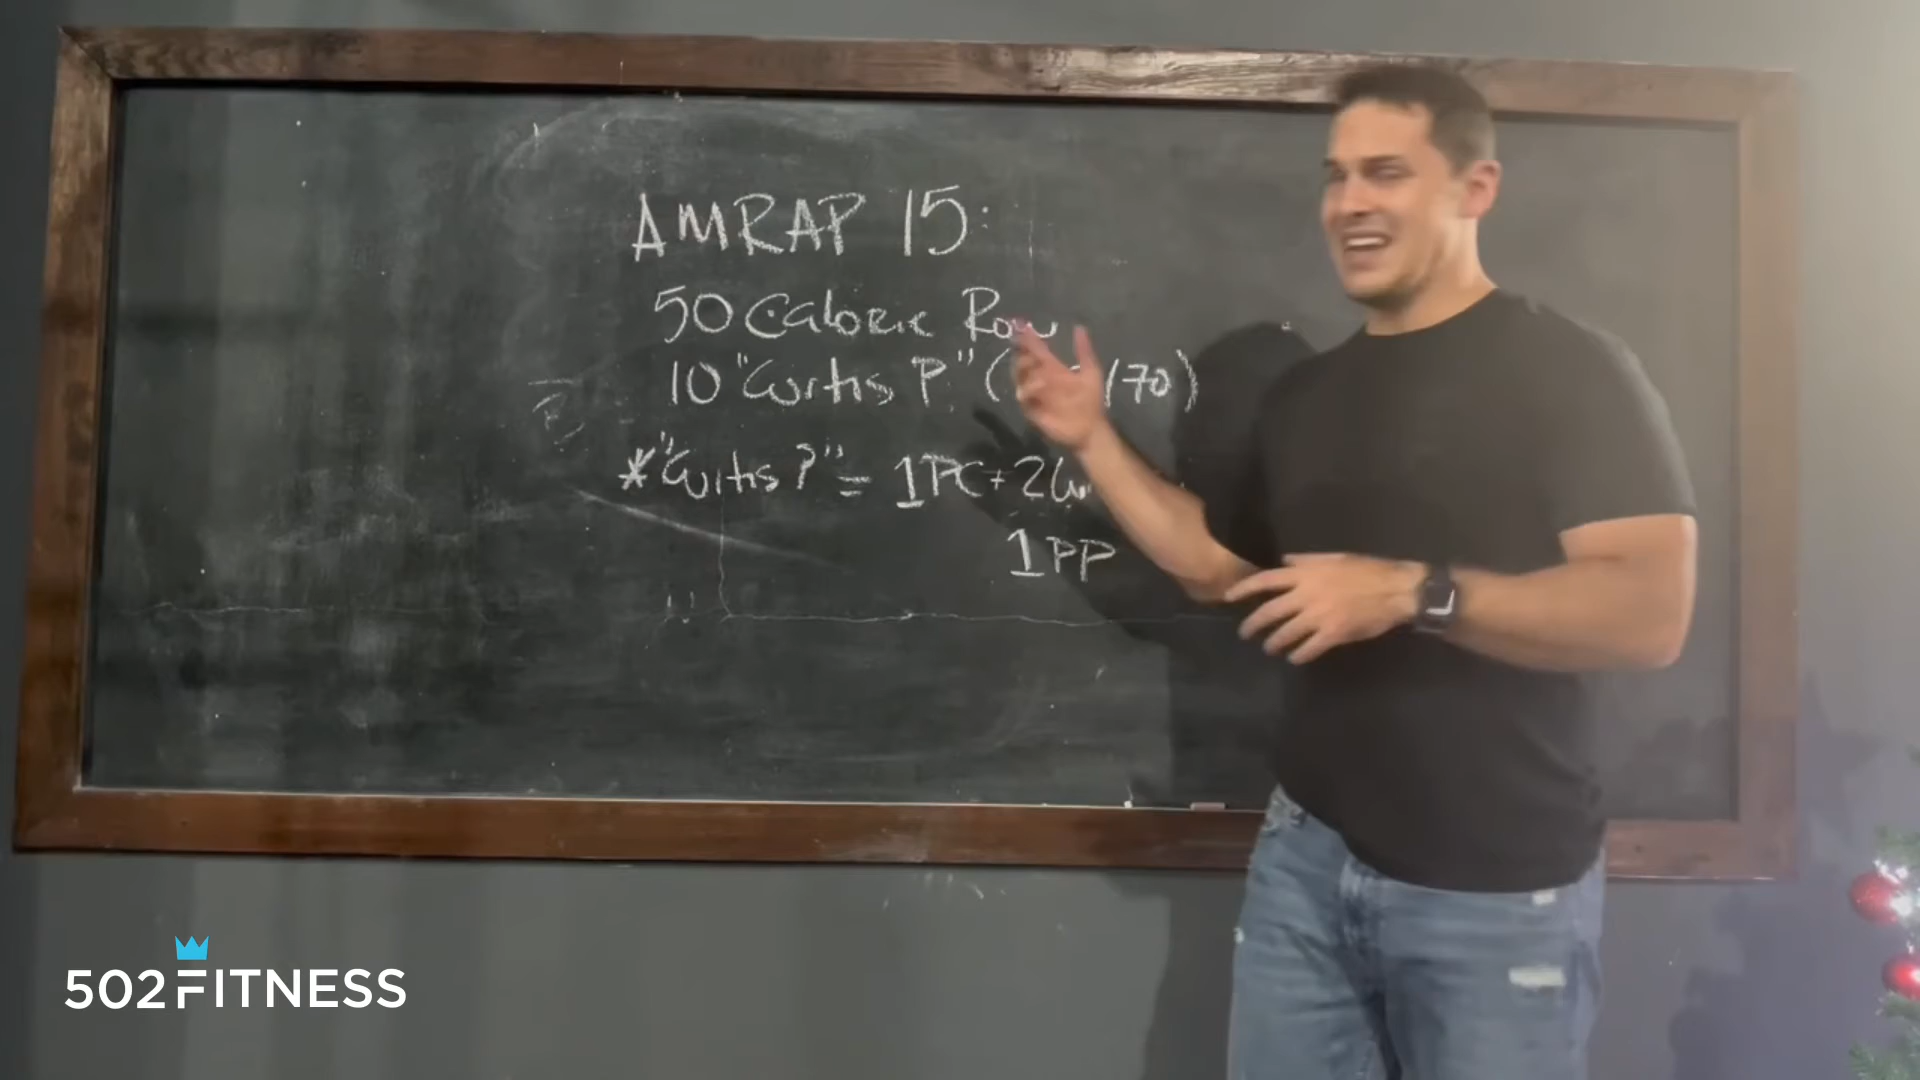 AMRAP 15:
50 Calorie Row
10 "Curtis P." ( /70)
*"Curtis P" = 1PC + 2
1PP
502FITNESS